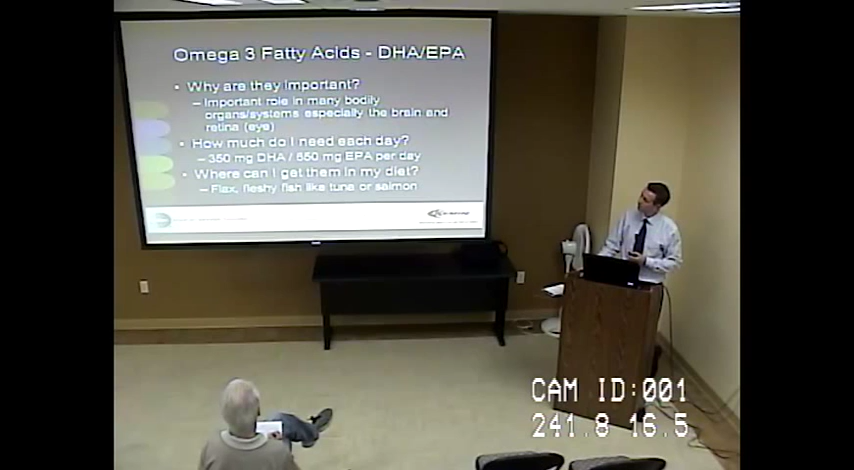 Omega 3 Fatty Acids - DHA/EPA
• Why are they important?
– Important role in many bodily
organs/systems especially the brain and
retina (eye)
• How much do I need each day?
– 350 mg DHA / 650 mg EPA per day
• Where can I get them in my diet?
– Flax, fleshy fish like tuna or salmon
CAM ID:001
241.8 16.5